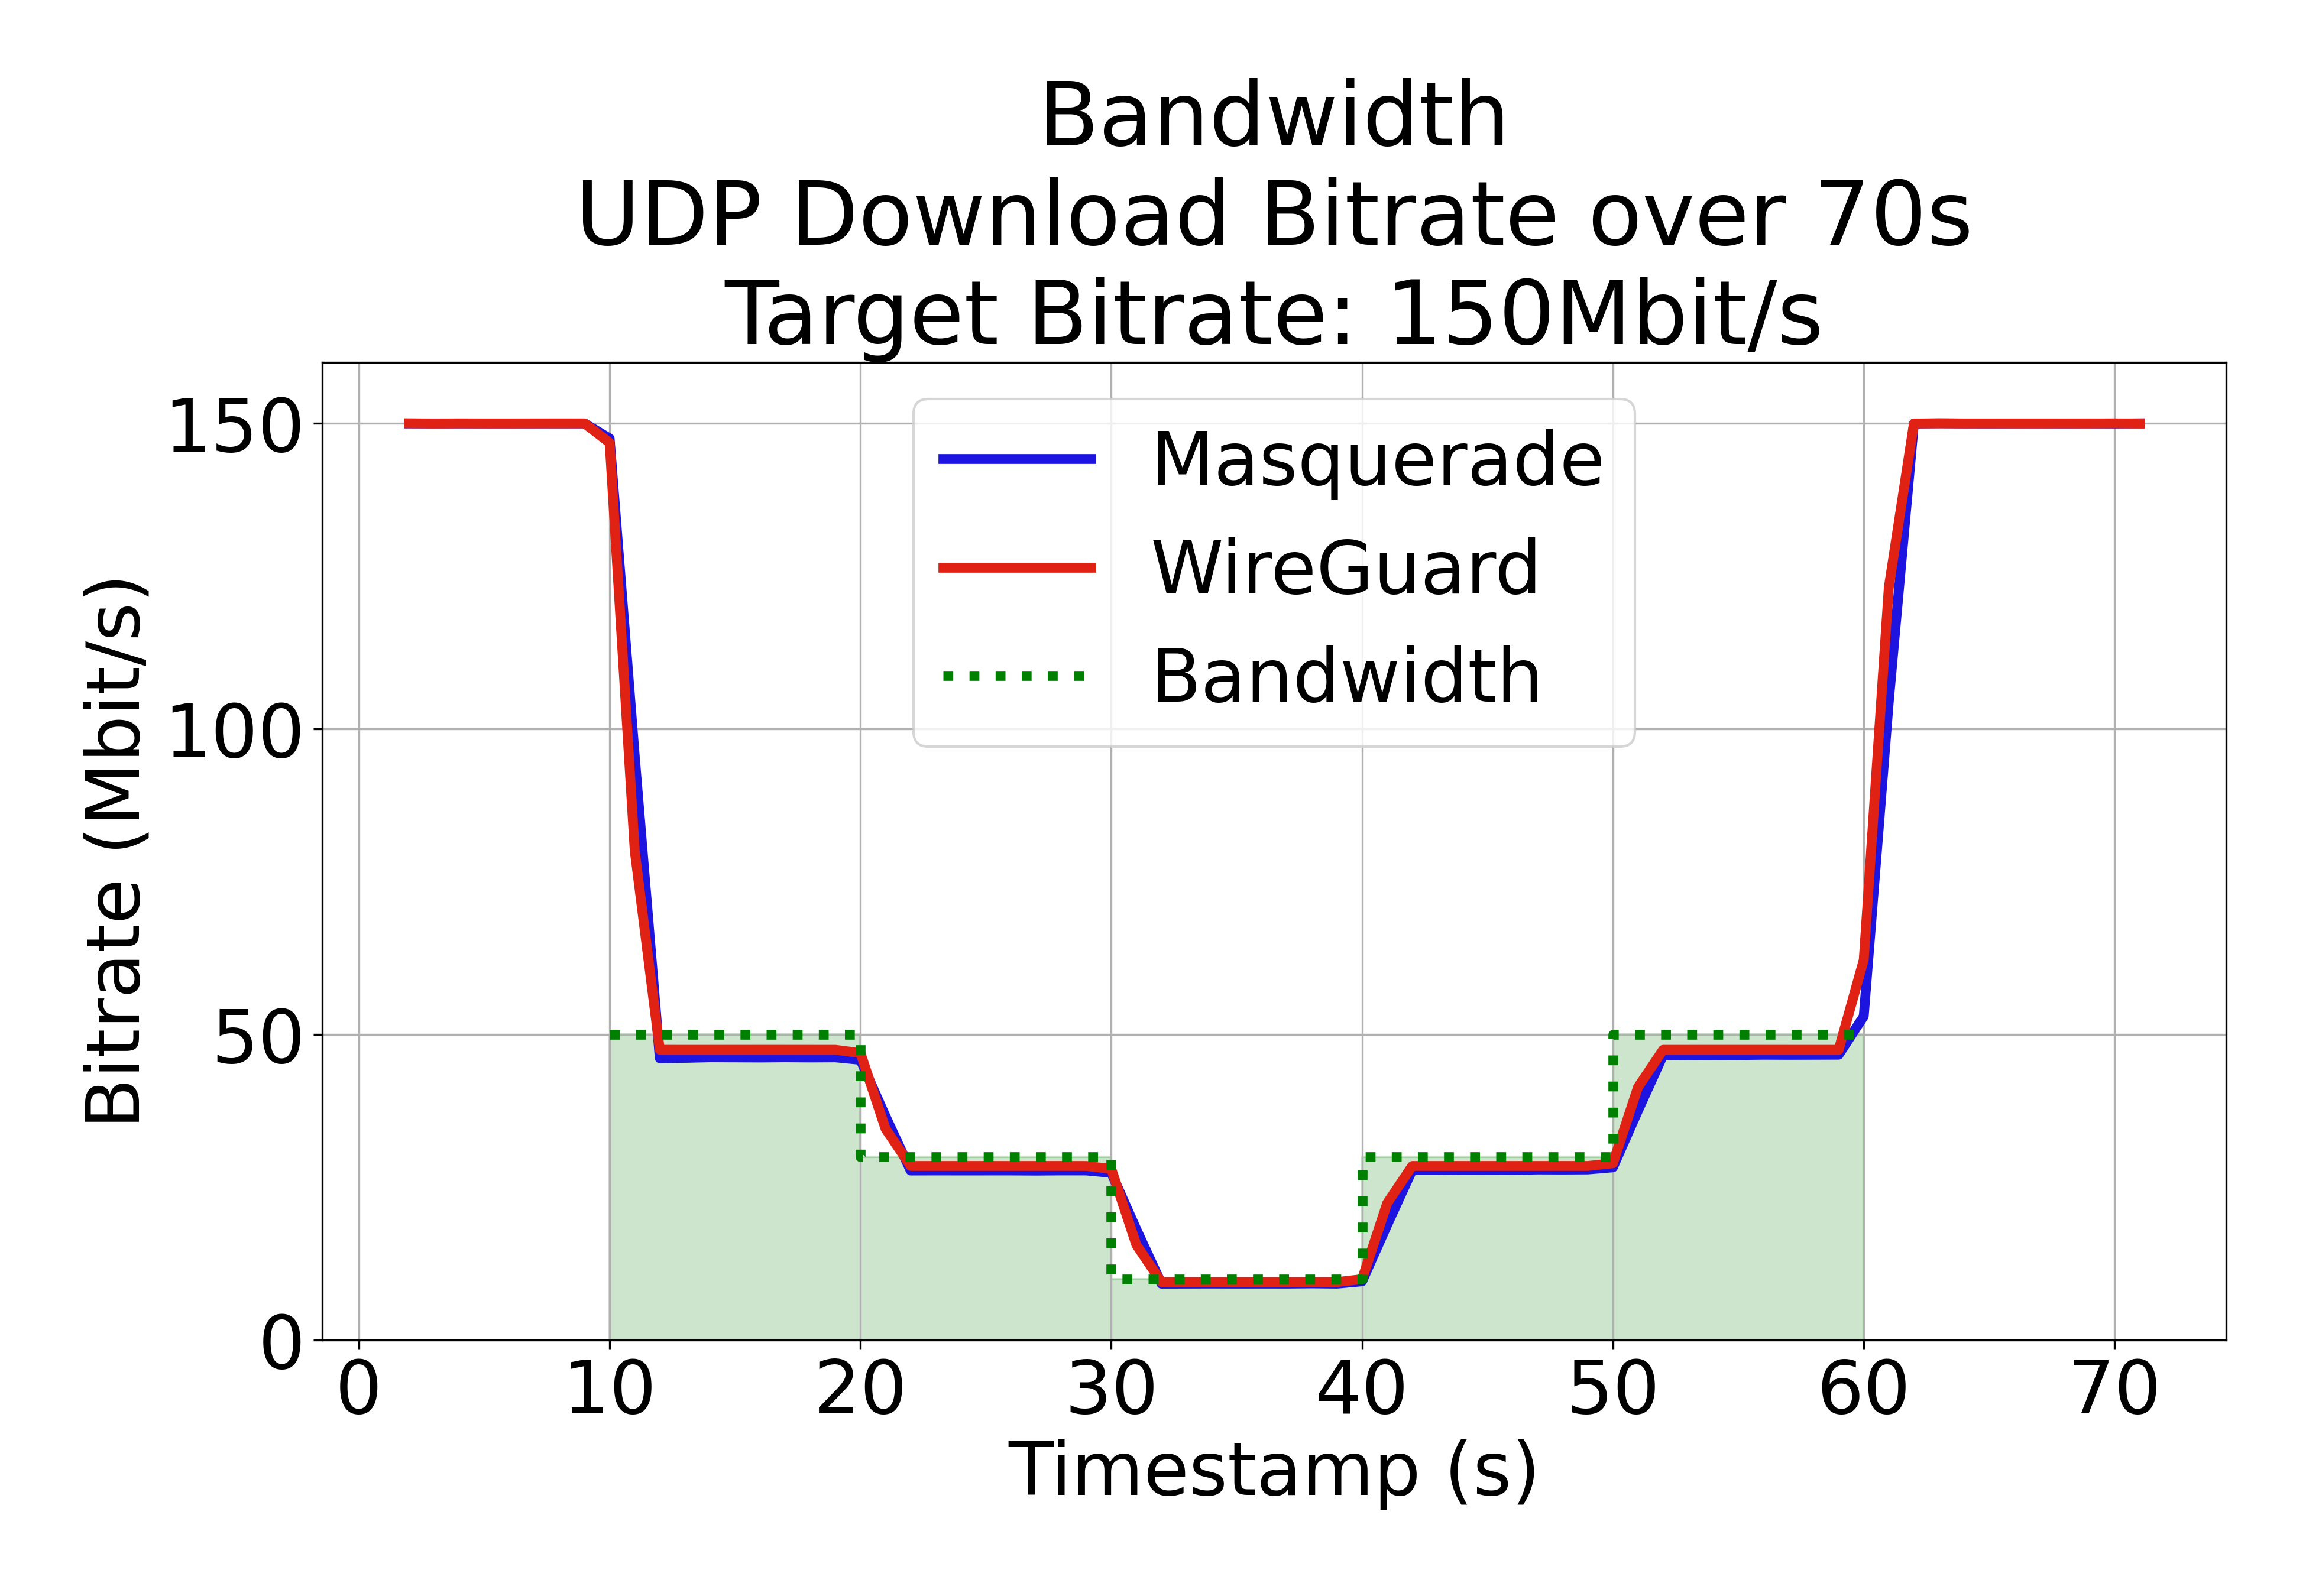 Bandwidth
UDP Download Bitrate over 70s
Target Bitrate: 150Mbit/s
Bitrate (Mbit/s)
150
100
50
0
Masquerade
WireGuard
Bandwidth
0 10 20 30 40 50 60 70
Timestamp (s)